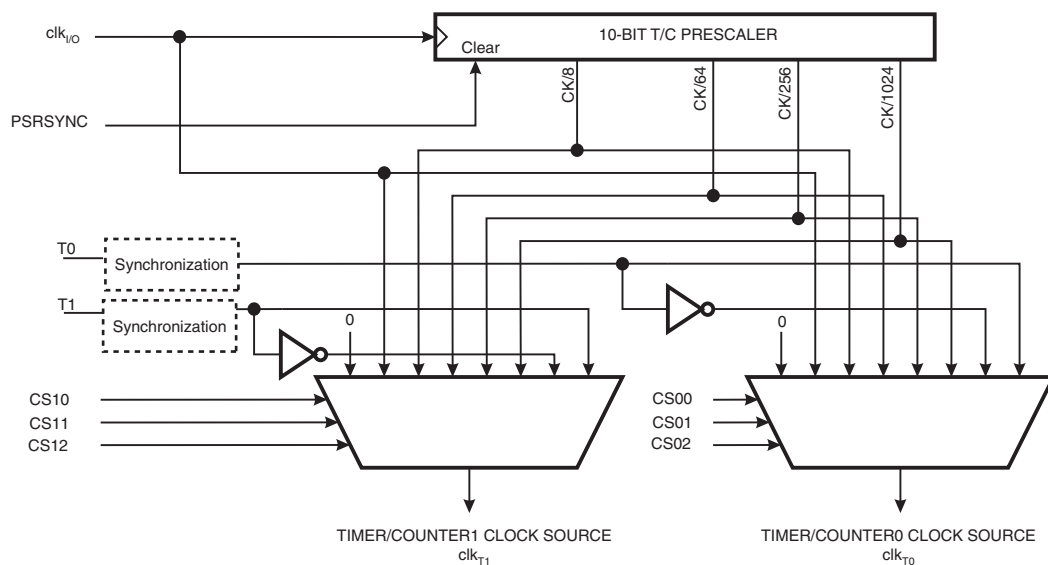 clkI/O
10-BIT T/C PRESCALER
Clear
CK/8
CK/64
CK/256
CK/1024
PSRSYNC
T0
Synchronization
T1
Synchronization
0
0
CS10
CS11
CS12
CS00
CS01
CS02
TIMER/COUNTER1 CLOCK SOURCE
clkT1
TIMER/COUNTER0 CLOCK SOURCE
clkT0